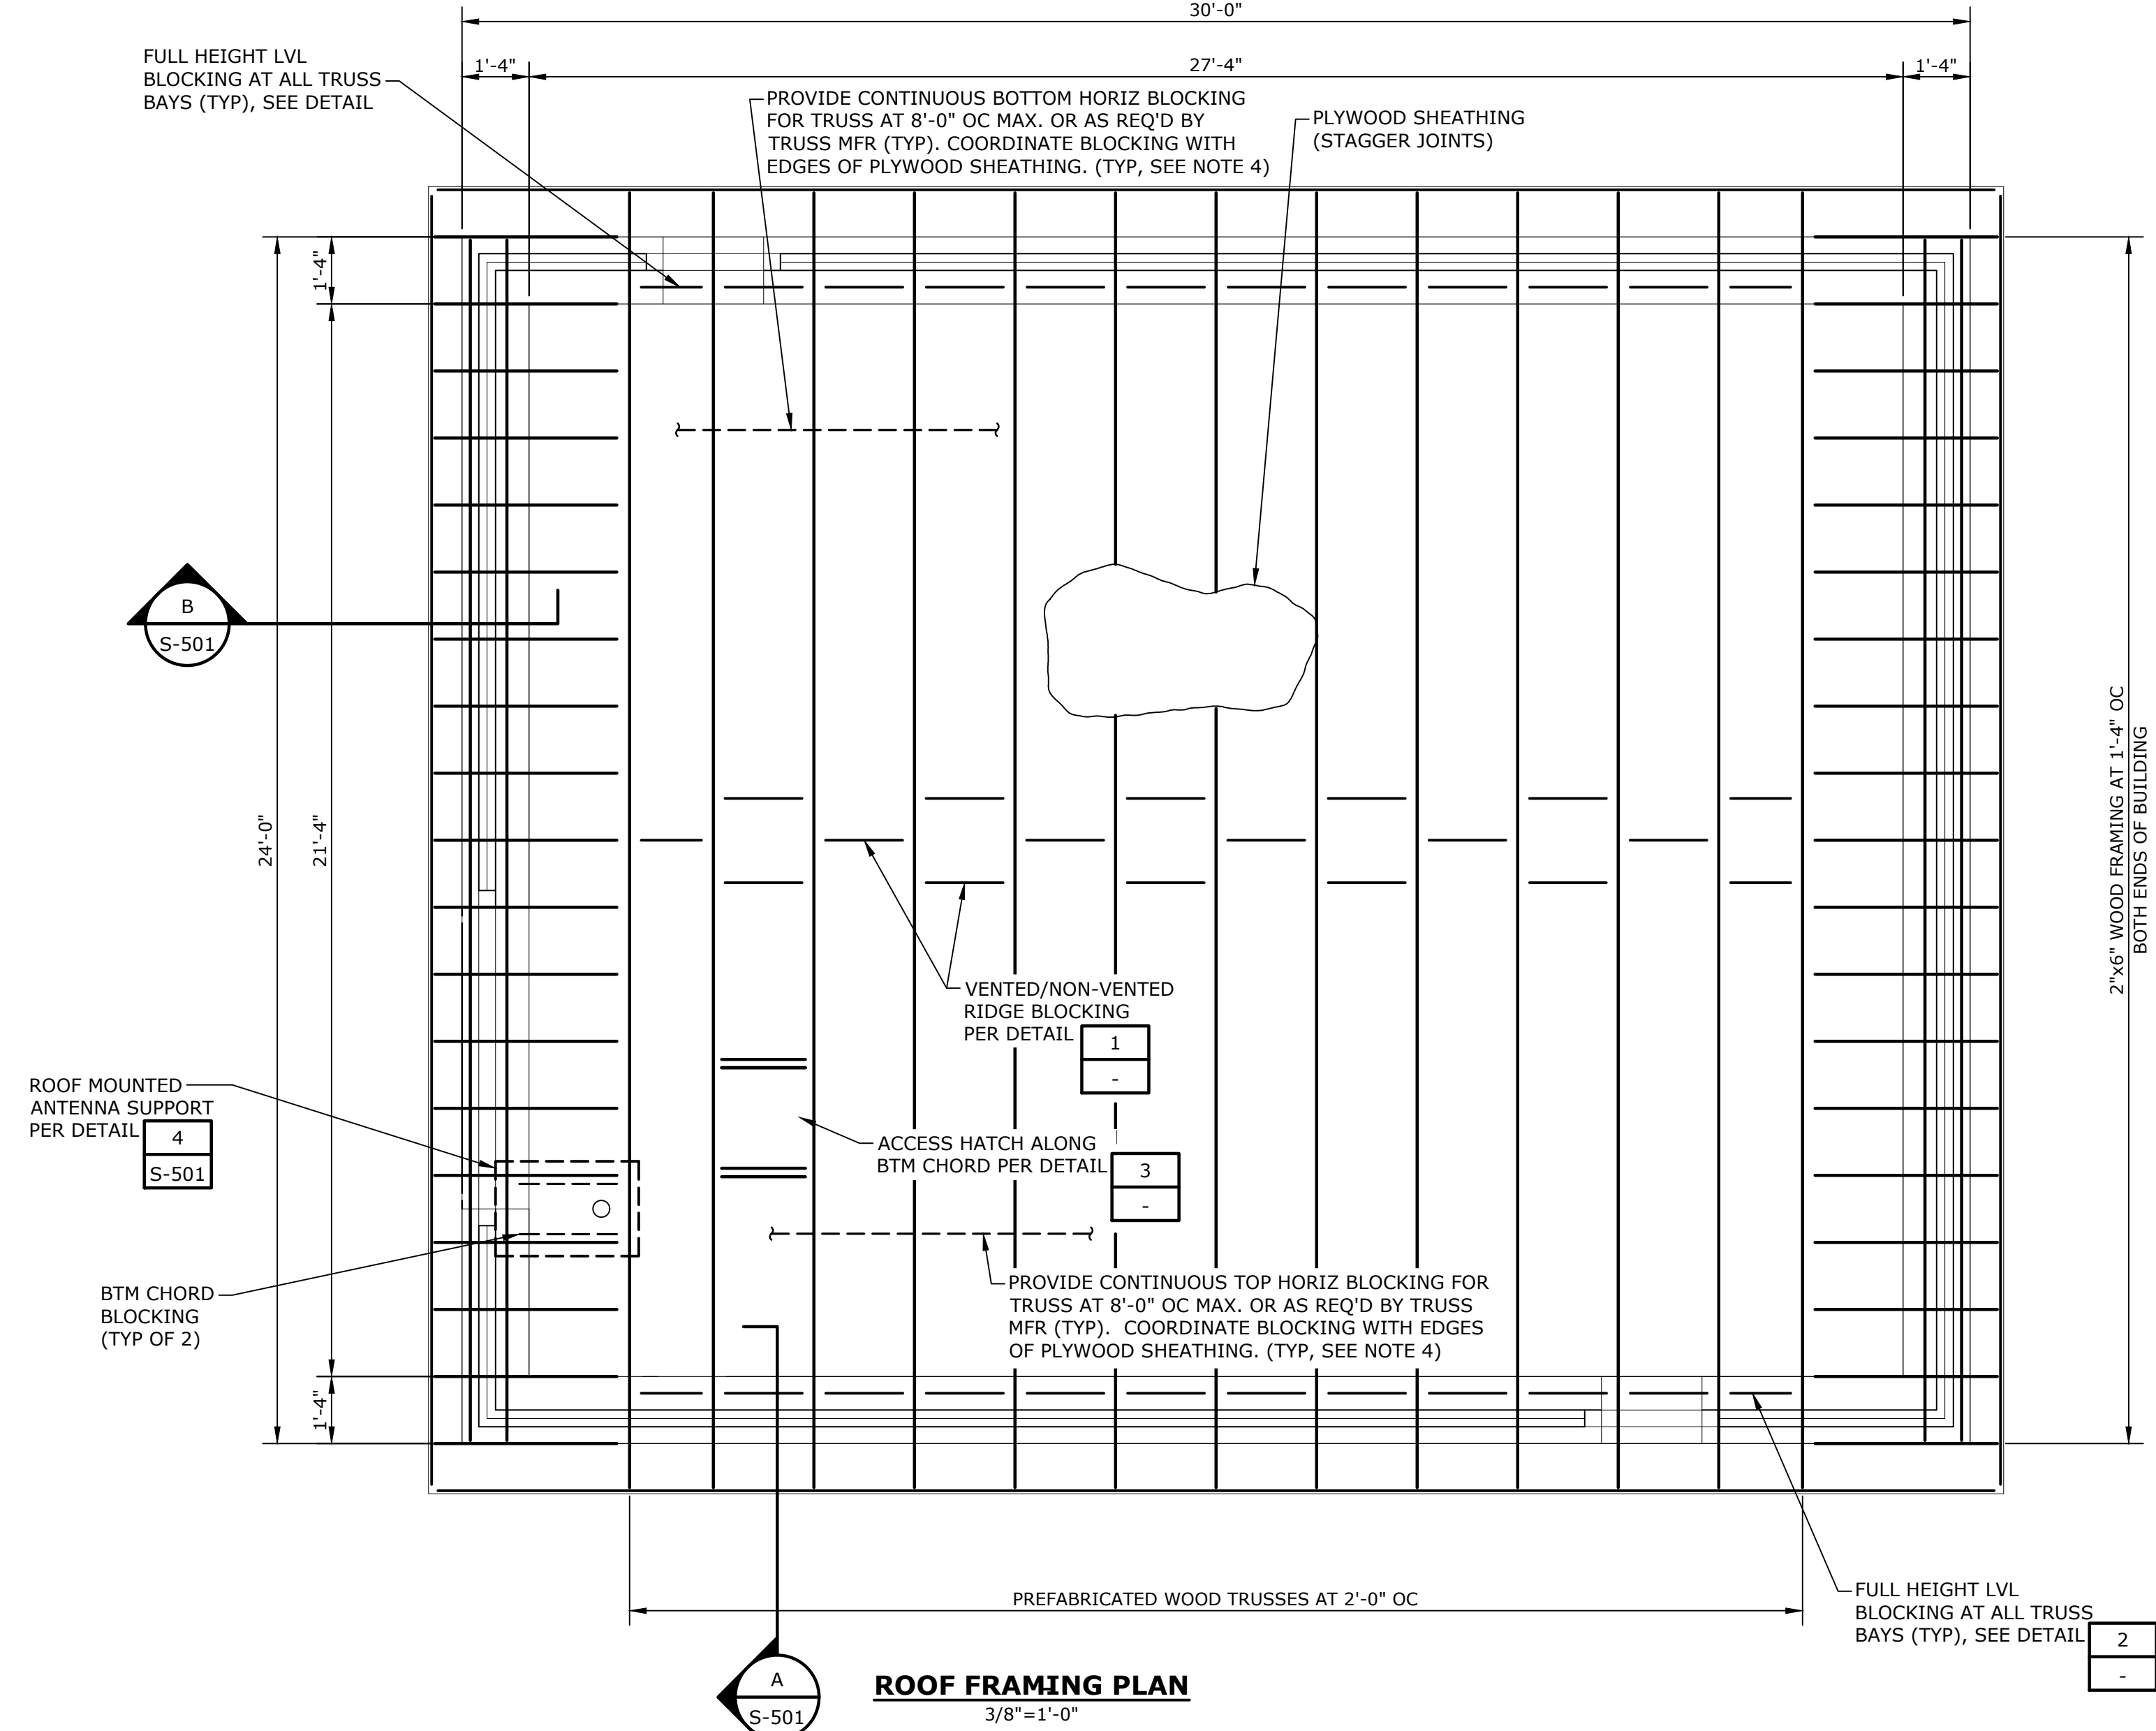 30'-0"
1'-4"
27'-4"
1'-4"
FULL HEIGHT LVL
BLOCKING AT ALL TRUSS
BAYS (TYP), SEE DETAIL
PROVIDE CONTINUOUS BOTTOM HORIZ BLOCKING
FOR TRUSS AT 8'-0" OC MAX. OR AS REQ'D BY
TRUSS MFR (TYP). COORDINATE BLOCKING WITH
EDGES OF PLYWOOD SHEATHING. (TYP, SEE NOTE 4)
PLYWOOD SHEATHING
(STAGGER JOINTS)
1'-4"
B
S-501
24'-0"
21'-4"
2"x6" WOOD FRAMING AT 1'-4" OC
BOTH ENDS OF BUILDING
VENTED/NON-VENTED
RIDGE BLOCKING
PER DETAIL
1
-
ROOF MOUNTED
ANTENNA SUPPORT
PER DETAIL
4
S-501
ACCESS HATCH ALONG
BTM CHORD PER DETAIL
3
-
BTM CHORD
BLOCKING
(TYP OF 2)
PROVIDE CONTINUOUS TOP HORIZ BLOCKING FOR
TRUSS AT 8'-0" OC MAX. OR AS REQ'D BY TRUSS
MFR (TYP).  COORDINATE BLOCKING WITH EDGES
OF PLYWOOD SHEATHING. (TYP, SEE NOTE 4)
1'-4"
PREFABRICATED WOOD TRUSSES AT 2'-0" OC
FULL HEIGHT LVL
BLOCKING AT ALL TRUSS
BAYS (TYP), SEE DETAIL
2
-
A
S-501
ROOF FRAMING PLAN
-
3/8"=1'-0"